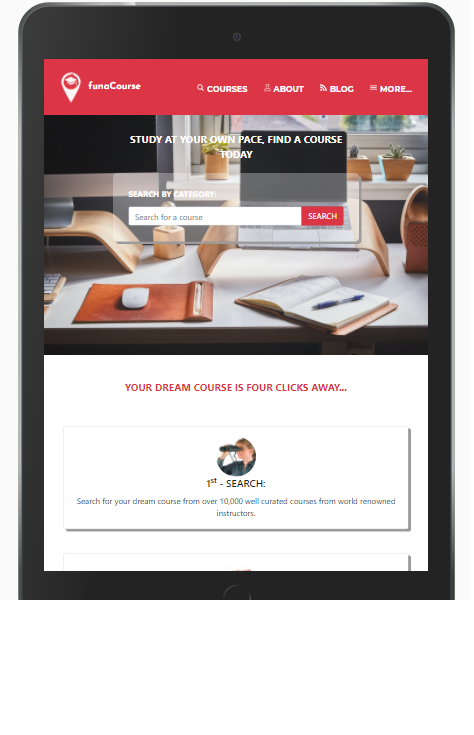 funaCourse
COURSES ABOUT BLOG MORE...
STUDY AT YOUR OWN PACE, FIND A COURSE
TODAY
SEARCH BY CATEGORY:
Search for a course SEARCH
YOUR DREAM COURSE IS FOUR CLICKS AWAY...
1st - SEARCH:
Search for your dream course from over 10,000 well curated courses from world renowned
instructors.